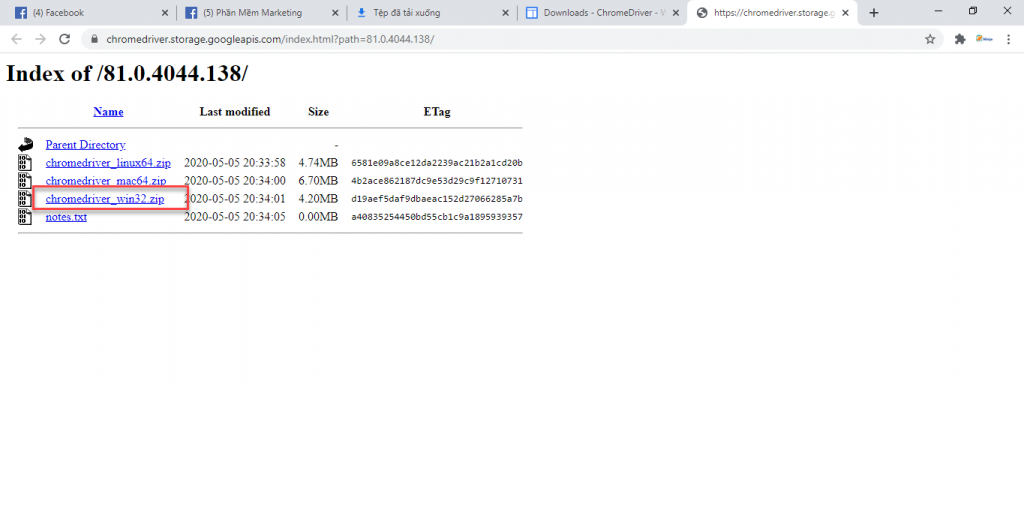 (4) Facebook
(5) Phần Mềm Marketing
Tệp đã tải xuống
Downloads - ChromeDriver - W
https://chromedriver.storage.g
chromedriver.storage.googleapis.com/index.html?path=81.0.4044.138/
Index of /81.0.4044.138/
Name Last modified Size ETag
Parent Directory -
chromedriver_linux64.zip 2020-05-05 20:33:58 4.74MB 6581e09a8ce12da2239ac21b2a1cd20b
chromedriver_mac64.zip 2020-05-05 20:34:00 6.70MB 4b2ace862187dc9e53d29c9f12710731
chromedriver_win32.zip 2020-05-05 20:34:01 4.20MB d19aef5daf9dbaeac152d27066285a7b
notes.txt 2020-05-05 20:34:05 0.00MB a40835254450bd55cb1c9a1895939357